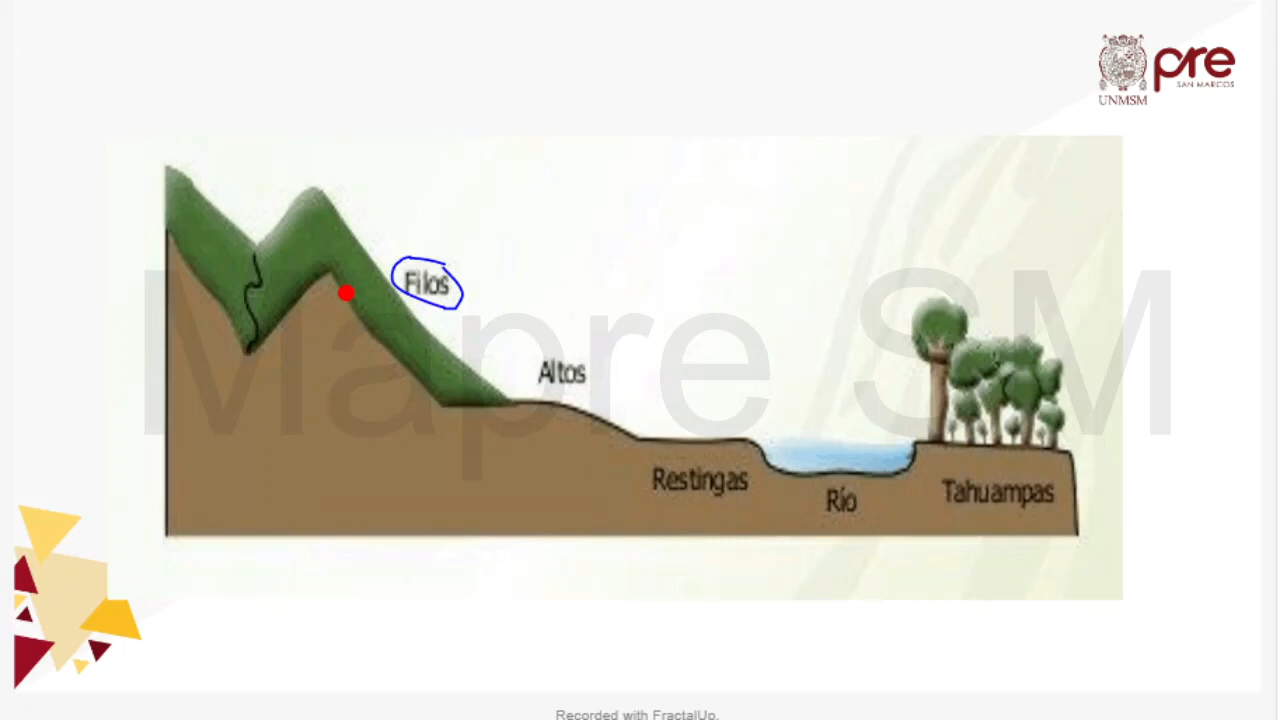 pre
SAN MARCOS
UNMSM
Filos
Altos
Mapre SM
Restingas
Río
Tahuampas
Recorded with FractalUp.